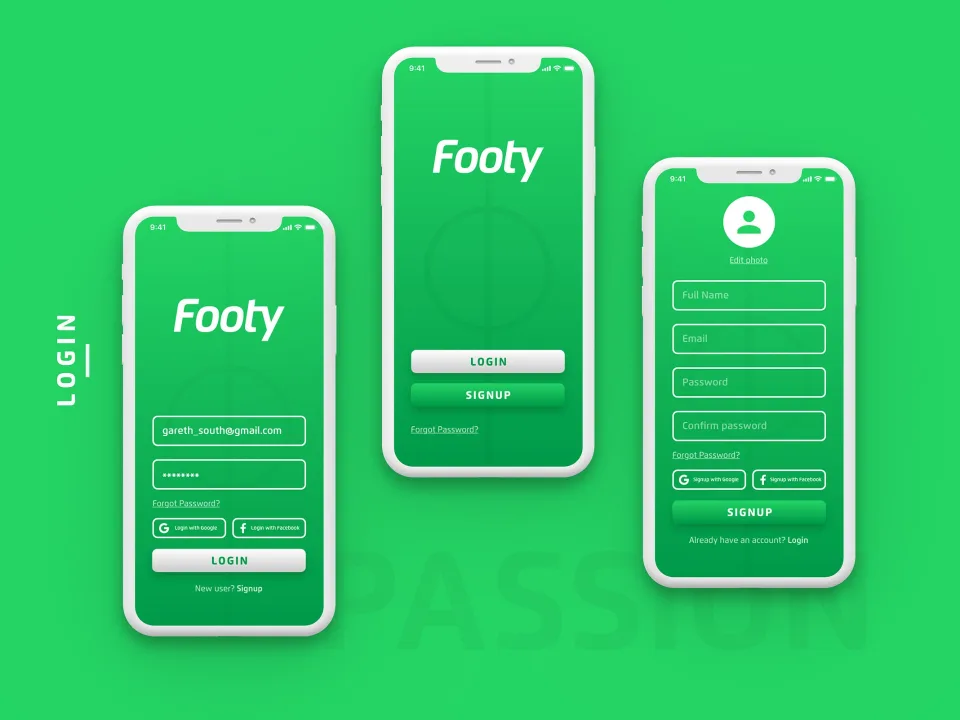 LOGIN
9:41
Footy
gareth_south@gmail.com
********
Forgot Password?
G Login with Google
f Login with Facebook
LOGIN
New user? Signup
9:41
Footy
LOGIN
SIGNUP
Forgot Password?
9:41
Edit photo
Full Name
Email
Password
Confirm password
Forgot Password?
G Signup with Google
f Signup with Facebook
SIGNUP
Already have an account? Login
PASSION